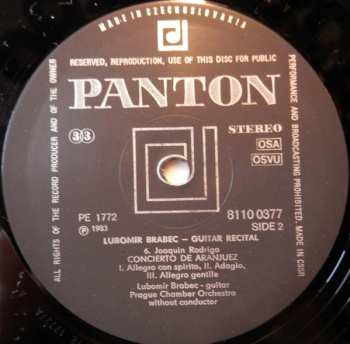 MADE IN CZECHOSLOVAKIA
RESERVED, REPRODUCTION, USE OF THIS DISC FOR PUBLIC
PERFORMANCE AND BROADCASTING PROHIBITED. MADE IN CSSR
ALL RIGHTS OF THE RECORD PRODUCER AND OF THE OWNER
PANTON
33
STEREO
OSA
OSVU
PE 1772
8110 0377
℗ 1983
SIDE 2
LUBOMIR BRABEC – GUITAR RECITAL
6. Joaquin Rodrigo
CONCIERTO DE ARANJUEZ
I. Allegro con spirito, II. Adagio,
III. Allegro gentile
Lubomir Brabec - guitar
Prague Chamber Orchestra
without conductor